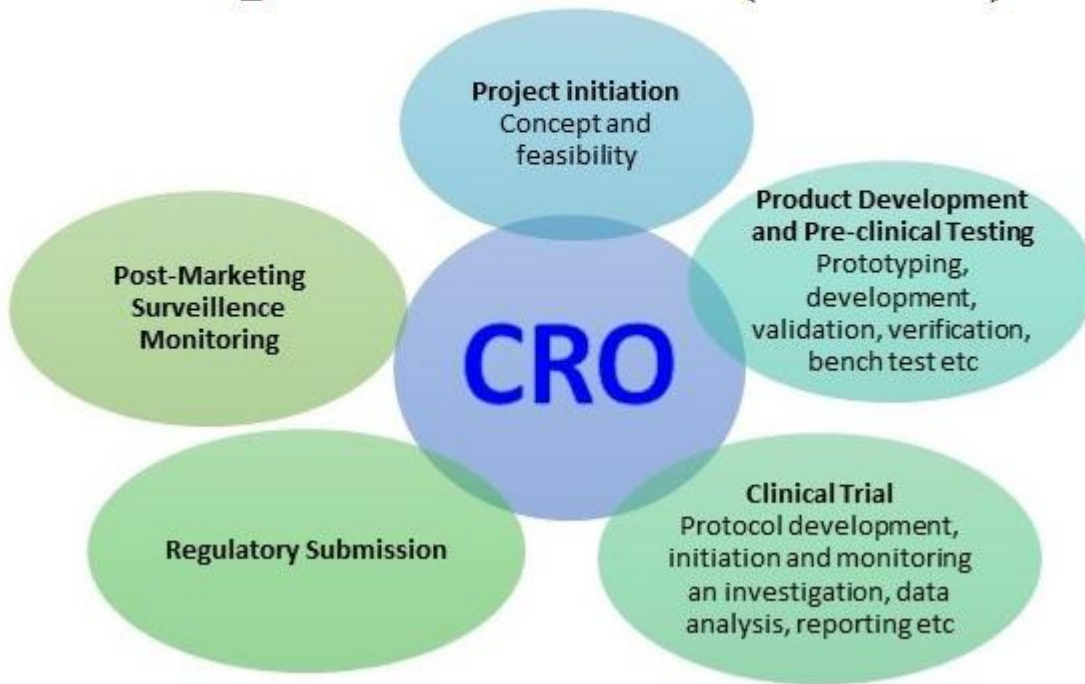 Project initiation
Concept and
feasibility
Product Development
and Pre-clinical Testing
Prototyping,
development,
validation, verification,
bench test etc
Post-Marketing
Surveillence
Monitoring
CRO
Clinical Trial
Protocol development,
initiation and monitoring
an investigation, data
analysis, reporting etc
Regulatory Submission